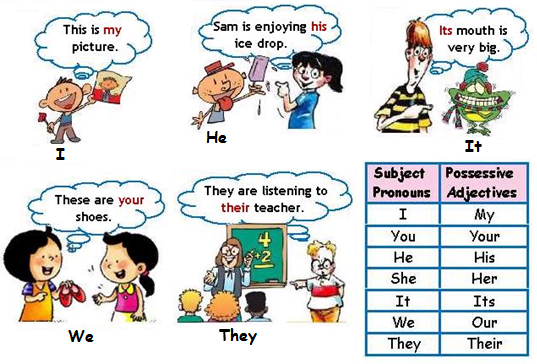 This is my
picture.
I
Sam is enjoying his
ice drop.
He
Its mouth is
very big.
It
These are your
shoes.
We
They are listening to
their teacher.
4
+2
They
Subject Pronouns Possessive Adjectives
I My
You Your
He His
She Her
It Its
We Our
They Their